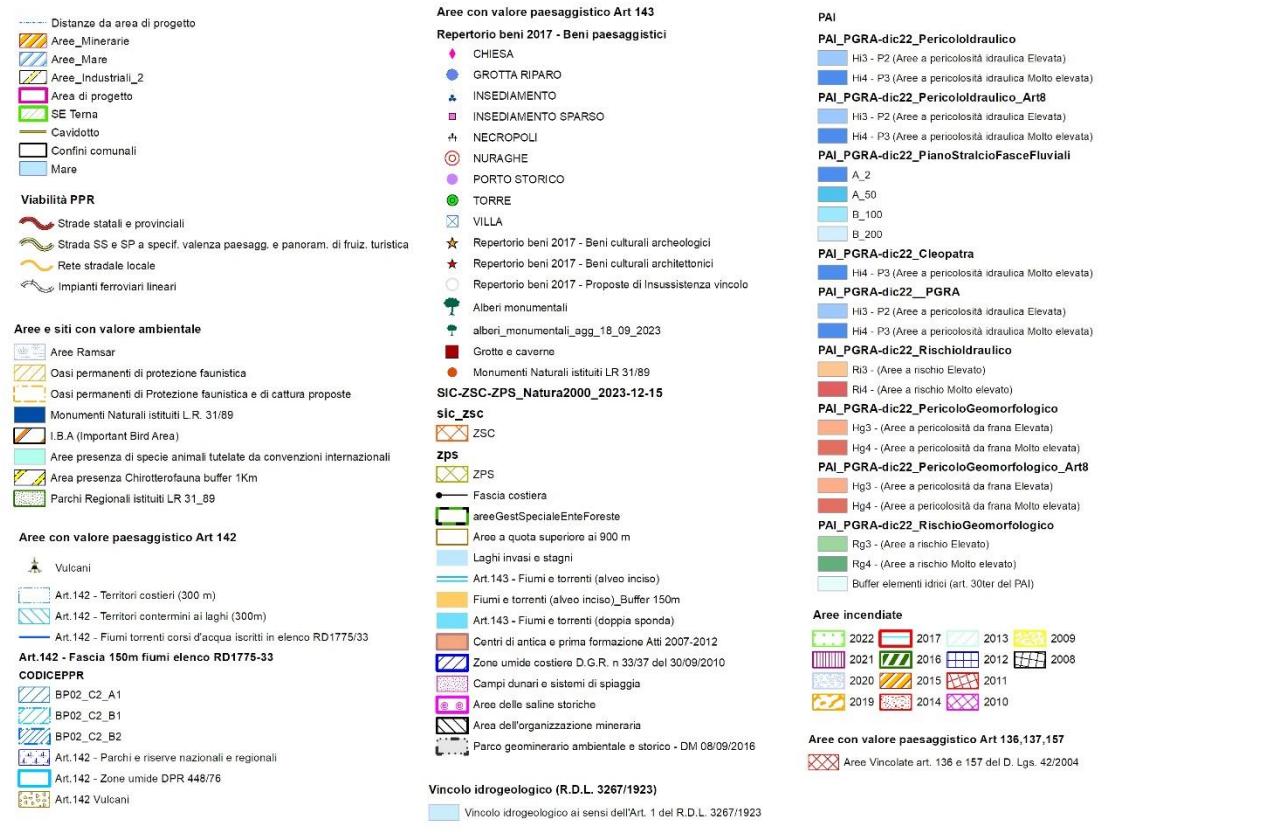 Distanze da area di progetto
Aree_Minerarie
Aree_Mare
Aree_Industriali_2
Area di progetto
SE Terna
Cavidotto
Confini comunali
Mare
Viabilità PPR
Strade statali e provinciali
Strada SS e SP a specif. valenza paesagg. e panoram. di fruiz. turistica
Rete stradale locale
Impianti ferroviari lineari
Aree e siti con valore ambientale
Aree Ramsar
Oasi permanenti di protezione faunistica
Oasi permanenti di Protezione faunistica e di cattura proposte
Monumenti Naturali istituiti L.R. 31/89
I.B.A (Important Bird Area)
Aree presenza di specie animali tutelate da convenzioni internazionali
Area presenza Chirotterofauna buffer 1Km
Parchi Regionali istituiti LR 31_89
Aree con valore paesaggistico Art 142
Vulcani
Art.142 - Territori costieri (300 m)
Art.142 - Territori contermini ai laghi (300m)
Art.142 - Fiumi torrenti corsi d'acqua iscritti in elenco RD1775/33
Art.142 - Fascia 150m fiumi elenco RD1775-33
CODICEPPR
BP02_C2_A1
BP02_C2_B1
BP02_C2_B2
Art.142 - Parchi e riserve nazionali e regionali
Art.142 - Zone umide DPR 448/76
Art.142 Vulcani
Aree con valore paesaggistico Art 143
Repertorio beni 2017 - Beni paesaggistici
CHIESA
GROTTA RIPARO
INSEDIAMENTO
INSEDIAMENTO SPARSO
NECROPOLI
NURAGHE
PORTO STORICO
TORRE
VILLA
Repertorio beni 2017 - Beni culturali archeologici
Repertorio beni 2017 - Beni culturali architettonici
Repertorio beni 2017 - Proposte di Insussistenza vincolo
Alberi monumentali
alberi_monumentali_agg_18_09_2023
Grotte e caverne
Monumenti Naturali istituiti LR 31/89
SIC-ZSC-ZPS_Natura2000_2023-12-15
sic_zsc
ZSC
zps
ZPS
Fascia costiera
areeGestSpecialeEnteForeste
Aree a quota superiore ai 900 m
Laghi invasi e stagni
Art.143 - Fiumi e torrenti (alveo inciso)
Fiumi e torrenti (alveo inciso)_Buffer 150m
Art.143 - Fiumi e torrenti (doppia sponda)
Centri di antica e prima formazione Atti 2007-2012
Zone umide costiere D.G.R. n 33/37 del 30/09/2010
Campi dunari e sistemi di spiaggia
Aree delle saline storiche
Area dell'organizzazione mineraria
Parco geominerario ambientale e storico - DM 08/09/2016
Vincolo idrogeologico (R.D.L. 3267/1923)
Vincolo idrogeologico ai sensi dell'Art. 1 del R.D.L. 3267/1923
PAI
PAI_PGRA-dic22_PericoloIdraulico
Hi3 - P2 (Aree a pericolosità idraulica Elevata)
Hi4 - P3 (Aree a pericolosità idraulica Molto elevata)
PAI_PGRA-dic22_PericoloIdraulico_Art8
Hi3 - P2 (Aree a pericolosità idraulica Elevata)
Hi4 - P3 (Aree a pericolosità idraulica Molto elevata)
PAI_PGRA-dic22_PianoStralcioFasceFluviali
A_2
A_50
B_100
B_200
PAI_PGRA-dic22_Cleopatra
Hi4 - P3 (Aree a pericolosità idraulica Molto elevata)
PAI_PGRA-dic22__PGRA
Hi3 - P2 (Aree a pericolosità idraulica Elevata)
Hi4 - P3 (Aree a pericolosità idraulica Molto elevata)
PAI_PGRA-dic22_RischioIdraulico
Ri3 - (Aree a rischio Elevato)
Ri4 - (Aree a rischio Molto elevato)
PAI_PGRA-dic22_PericoloGeomorfologico
Hg3 - (Aree a pericolosità da frana Elevata)
Hg4 - (Aree a pericolosità da frana Molto elevata)
PAI_PGRA-dic22_PericoloGeomorfologico_Art8
Hg3 - (Aree a pericolosità da frana Elevata)
Hg4 - (Aree a pericolosità da frana Molto elevata)
PAI_PGRA-dic22_RischioGeomorfologico
Rg3 - (Aree a rischio Elevato)
Rg4 - (Aree a rischio Molto elevato)
Buffer elementi idrici (art. 30ter del PAI)
Aree incendiate
2022 2017 2013 2009
2021 2016 2012 2008
2020 2015 2011
2019 2014 2010
Aree con valore paesaggistico Art 136,137,157
Aree Vincolate art. 136 e 157 del D. Lgs. 42/2004